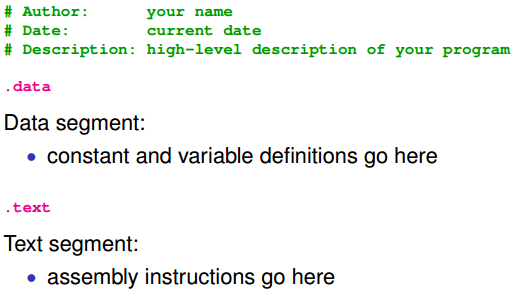 # Author:      your name
# Date:        current date
# Description: high-level description of your program
.data
Data segment:
• constant and variable definitions go here
.text
Text segment:
• assembly instructions go here